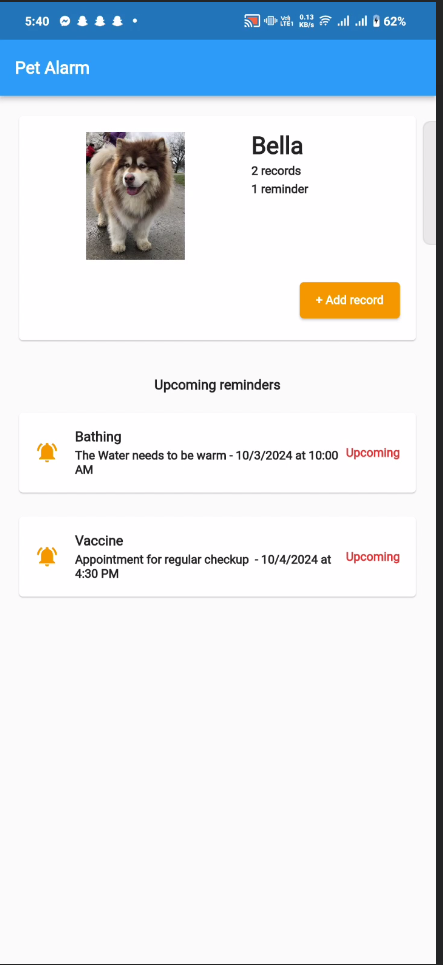 5:40
Vo)) LTE1 0.13 KB/s 62%
Pet Alarm
Bella
2 records
1 reminder
+ Add record
Upcoming reminders
Bathing
The Water needs to be warm - 10/3/2024 at 10:00 Upcoming
AM
Vaccine
Appointment for regular checkup  - 10/4/2024 at Upcoming
4:30 PM